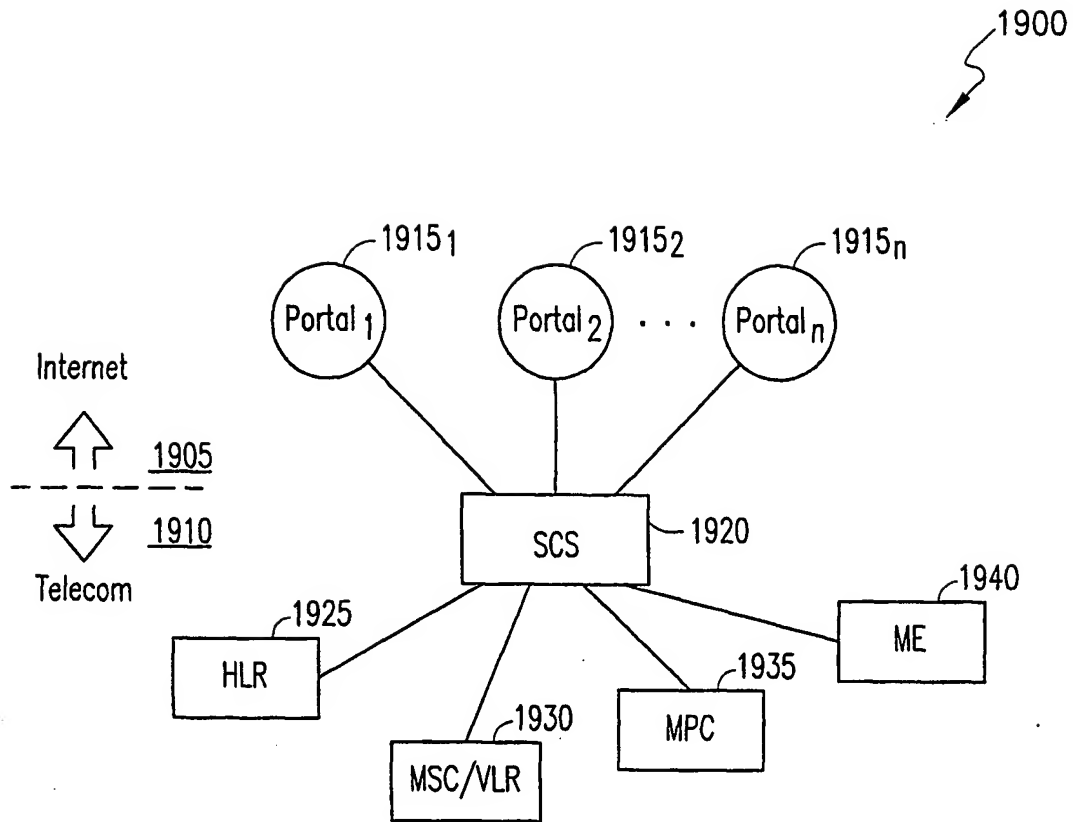 1900
1915₁
1915₂
1915ₙ
Portal₁
Portal₂
. . .
Portalₙ
Internet
1905
1910
Telecom
SCS
1920
1925
HLR
1930
MSC/VLR
1935
MPC
1940
ME